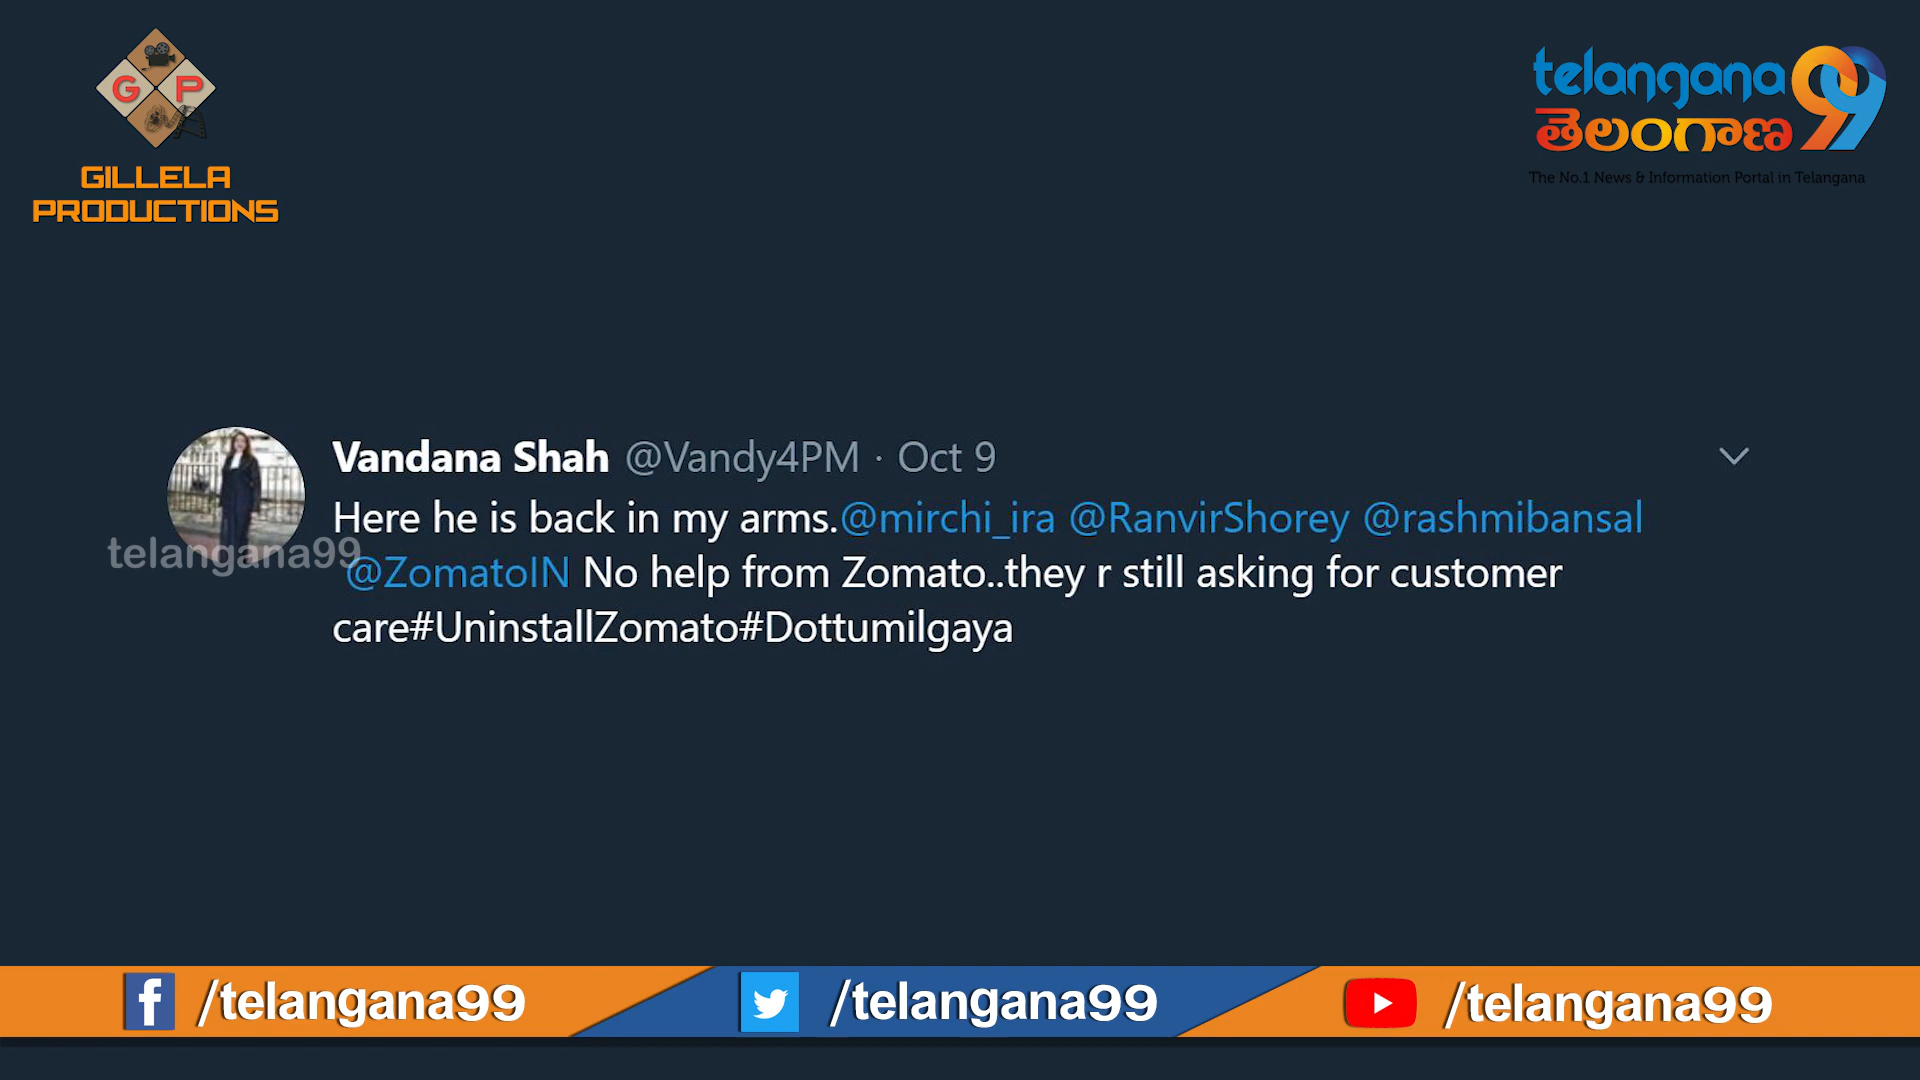 G P
GILLELA
PRODUCTIONS
telangana 99
తెలంగాణ
The No.1 News & Information Portal in Telangana
Vandana Shah @Vandy4PM · Oct 9
Here he is back in my arms.@mirchi_ira @RanvirShorey @rashmibansal
@ZomatoIN No help from Zomato..they r still asking for customer
care#UninstallZomato#Dottumilgaya
telangana99
/telangana99
/telangana99
/telangana99